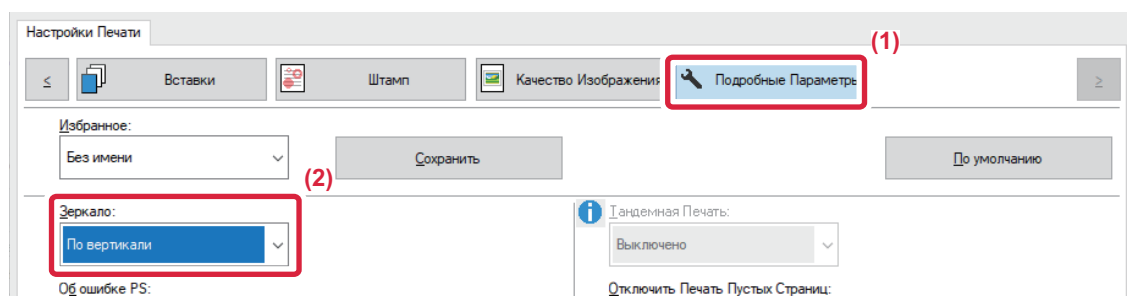 Настройки Печати
(1)
< Вставки Штамп Качество Изображения Подробные Параметры >
Избранное:
Без имени Сохранить По умолчанию
(2)
Зеркало: Тандемная Печать:
По вертикали Выключено
Об ошибке PS: Отключить Печать Пустых Страниц: